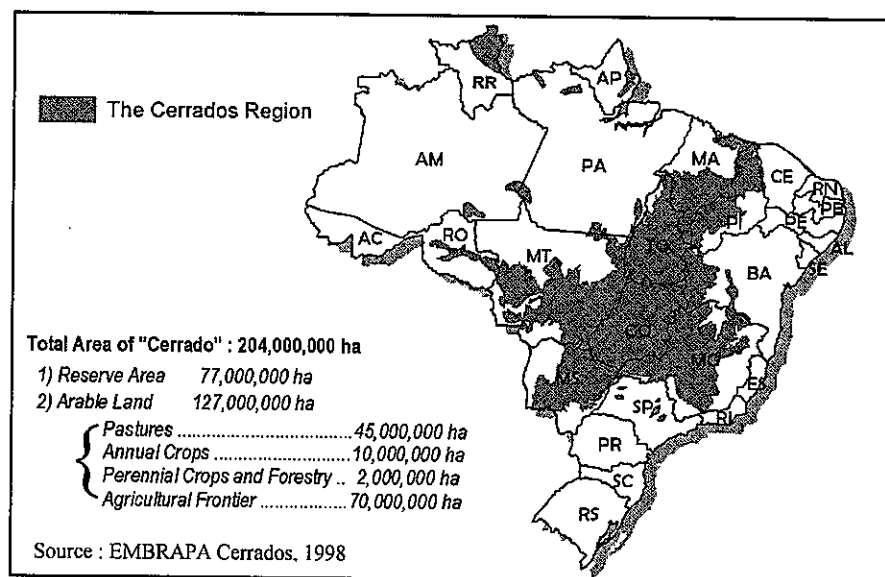 The Cerrados Region
RR
AP
AM
PA
MA
CE
RN
PB
PI
PE
AL
SE
AC
RO
MT
TO
BA
GO
MG
ES
MS
SP
RJ
PR
SC
RS
Total Area of "Cerrado" : 204,000,000 ha
1) Reserve Area 77,000,000 ha
2) Arable Land 127,000,000 ha
Pastures ................................... 45,000,000 ha
Annual Crops ........................ 10,000,000 ha
Perennial Crops and Forestry .. 2,000,000 ha
Agricultural Frontier ................. 70,000,000 ha
Source : EMBRAPA Cerrados, 1998